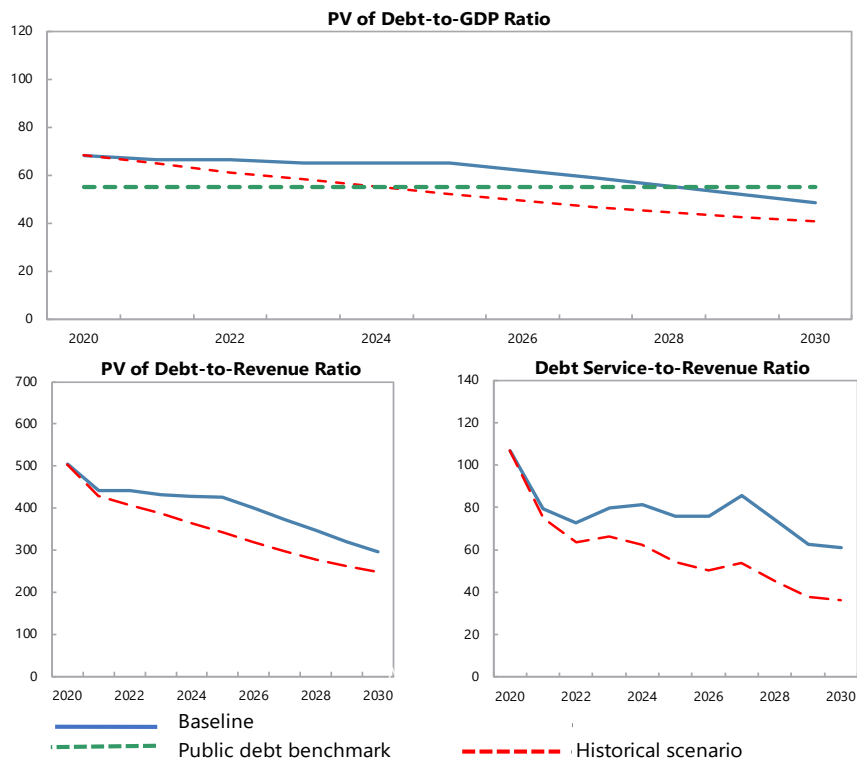 PV of Debt-to-GDP Ratio
120
100
80
60
40
20
0
2020 2022 2024 2026 2028 2030
PV of Debt-to-Revenue Ratio
700
600
500
400
300
200
100
0
2020 2022 2024 2026 2028 2030
Debt Service-to-Revenue Ratio
140
120
100
80
60
40
20
0
2020 2022 2024 2026 2028 2030
Baseline
Public debt benchmark
Historical scenario